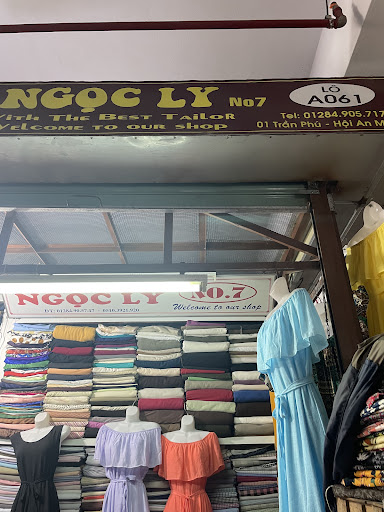 NGỌC LY No7
LÔ
A061
WITH THE BEST TAILOR
WELCOME TO OUR SHOP
Tel: 01284.905.717
01 Trần Phú - Hội An M
NGỌC LY NO.7
Welcome to our shop